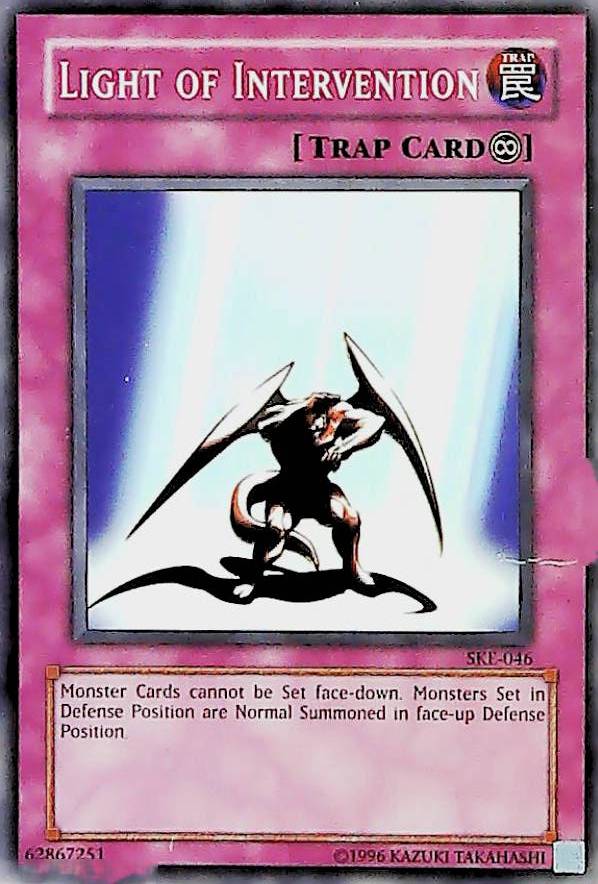 LIGHT OF INTERVENTION
TRAP
罠
[TRAP CARD∞]
SKE-046
Monster Cards cannot be Set face-down. Monsters Set in
Defense Position are Normal Summoned in face-up Defense
Position.
62867251
©1996 KAZUKI TAKAHASHI